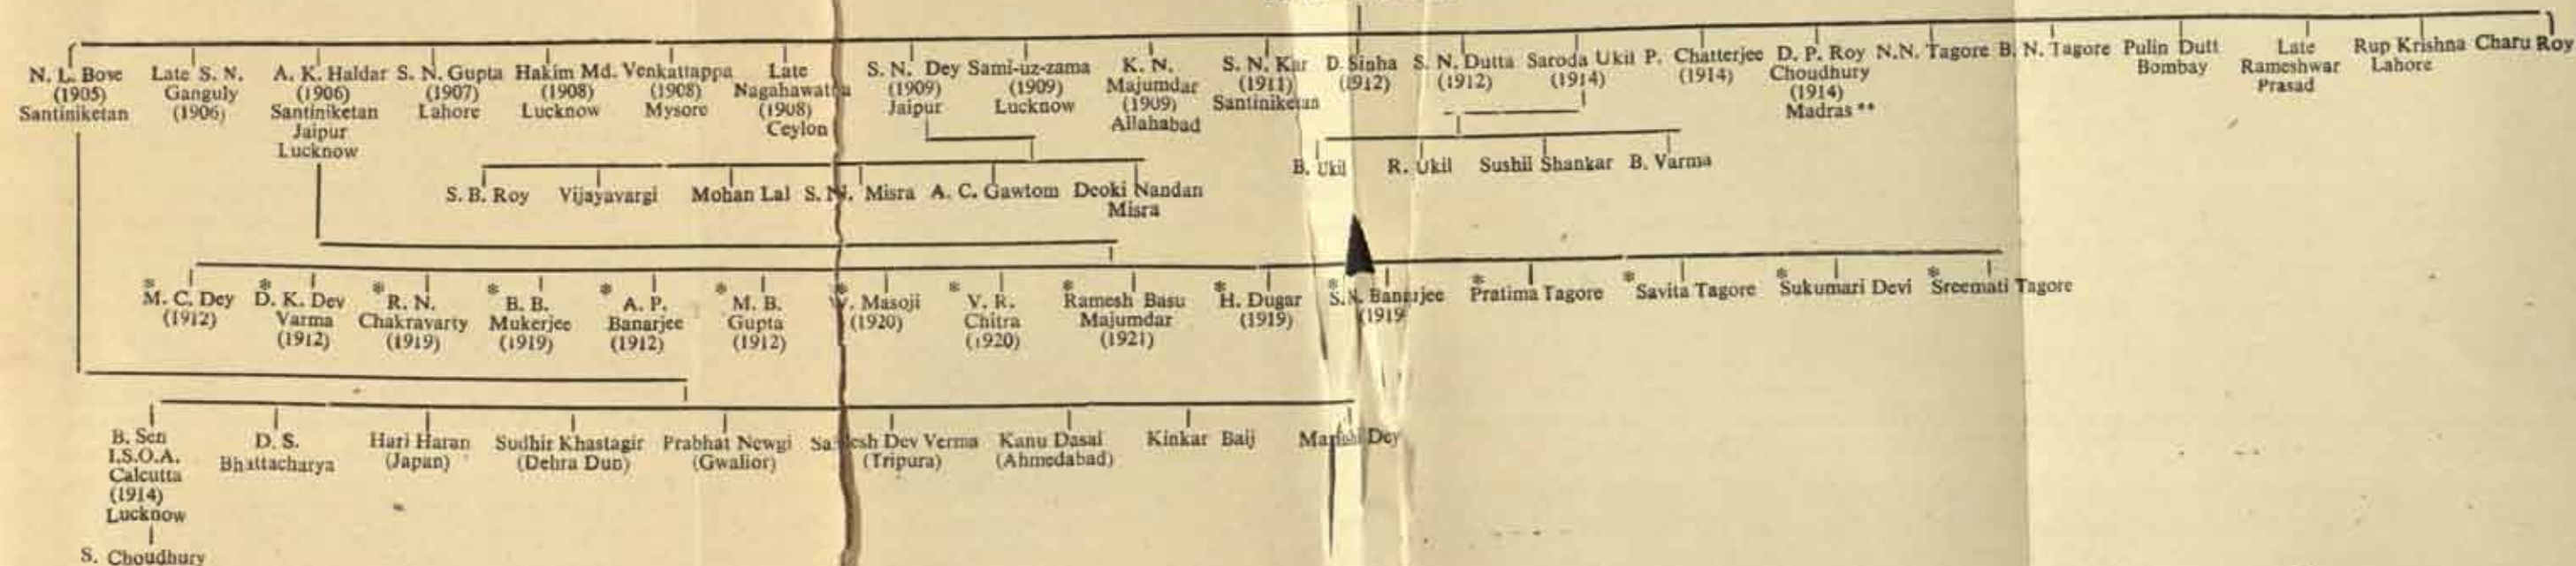 N. L. Bose
(1905)
Santiniketan
Late S. N.
Ganguly
(1906)
A. K. Haldar
(1906)
Santiniketan
Jaipur
Lucknow
S. N. Gupta
(1907)
Lahore
Hakim Md.
(1908)
Lucknow
Venkattappa
(1908)
Mysore
Late
Nagahawatta
(1908)
Ceylon
S. N. Dey
(1909)
Jaipur
Sami-uz-zama
(1909)
Lucknow
K. N.
Majumdar
(1909)
Allahabad
S. N. Kar
(1911)
Santiniketan
D. Sinha
(1912)
S. N. Dutta
(1912)
Saroda Ukil
(1914)
P. Chatterjee
(1914)
D. P. Roy
Choudhury
(1914)
Madras **
N.N. Tagore
B. N. Tagore
Pulin Dutt
Bombay
Late
Rameshwar
Prasad
Rup Krishna
Lahore
Charu Roy
S. B. Roy
Vijayavargi
Mohan Lal
S. N. Misra
A. C. Gawtom
Deoki Nandan
Misra
B. Ukil
R. Ukil
Sushil Shankar
B. Varma
* M. C. Dey
(1912)
* D. K. Dev
Varma
(1912)
* R. N.
Chakravarty
(1919)
* B. B.
Mukerjee
(1919)
* A. P.
Banarjee
(1912)
* M. B.
Gupta
(1912)
Masoji
(1920)
* V. R.
Chitra
(1920)
* Ramesh Basu
Majumdar
(1921)
* H. Dugar
(1919)
* S.N. Banarjee
(1919
* Pratima Tagore
* Savita Tagore
* Sukumari Devi
* Sreemati Tagore
B. Sen
I.S.O.A.
Calcutta
(1914)
Lucknow
D. S.
Bhattacharya
Hari Haran
(Japan)
Sudhir Khastagir
(Dehra Dun)
Prabhat Newgi
(Gwalior)
Dev Verma
(Tripura)
Kanu Dasai
(Ahmedabad)
Kinkar Baij
Dey
S. Choudhury